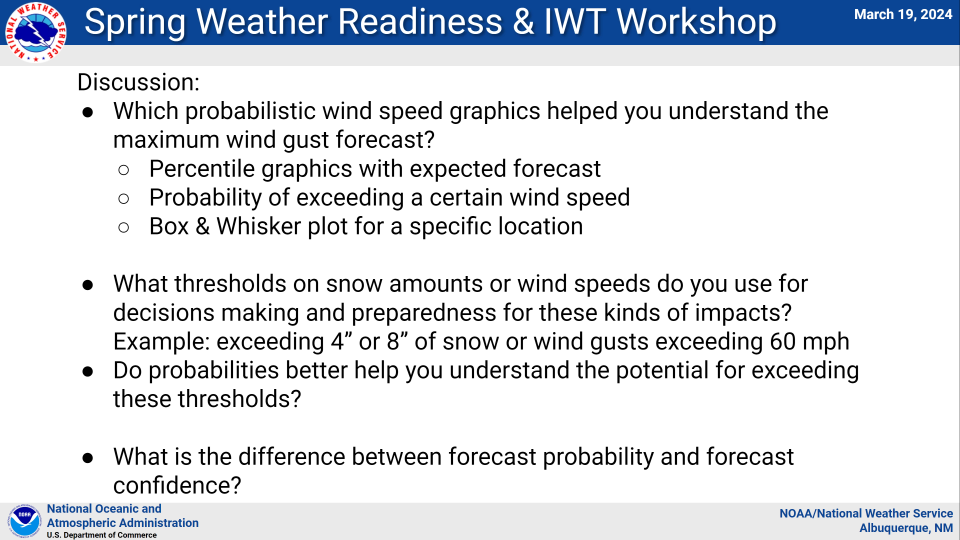 Spring Weather Readiness & IWT Workshop
March 19, 2024
NATIONAL WEATHER SERVICE
Discussion:
● Which probabilistic wind speed graphics helped you understand the
maximum wind gust forecast?
○ Percentile graphics with expected forecast
○ Probability of exceeding a certain wind speed
○ Box & Whisker plot for a specific location
● What thresholds on snow amounts or wind speeds do you use for
decisions making and preparedness for these kinds of impacts?
Example: exceeding 4” or 8” of snow or wind gusts exceeding 60 mph
● Do probabilities better help you understand the potential for exceeding
these thresholds?
● What is the difference between forecast probability and forecast
confidence?
NOAA
National Oceanic and
Atmospheric Administration
U.S. Department of Commerce
NOAA/National Weather Service
Albuquerque, NM